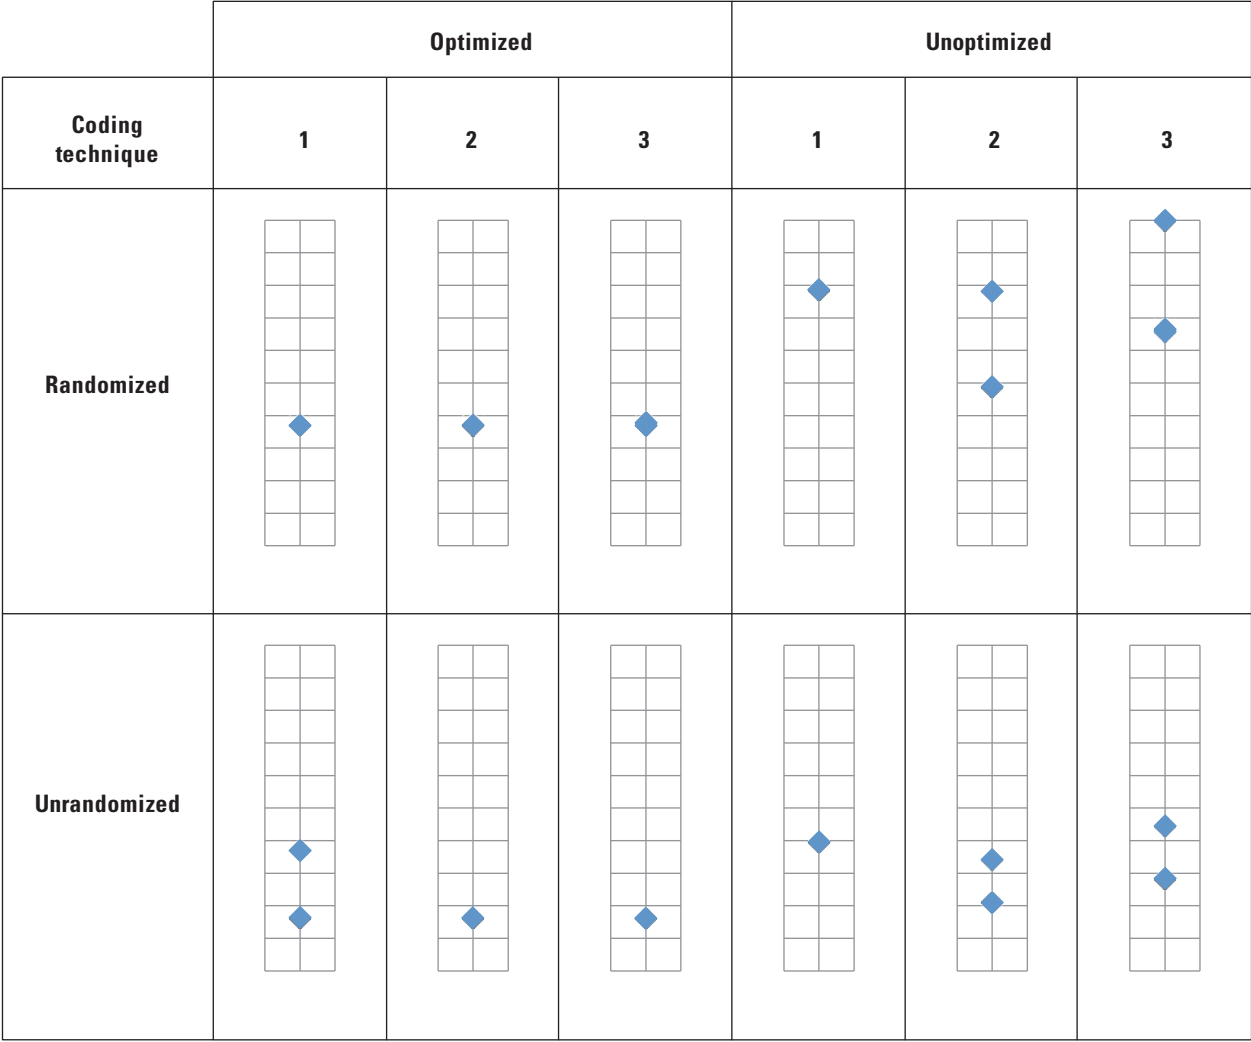 Optimized Unoptimized
Coding
technique
1 2 3 1 2 3
Randomized
Unrandomized